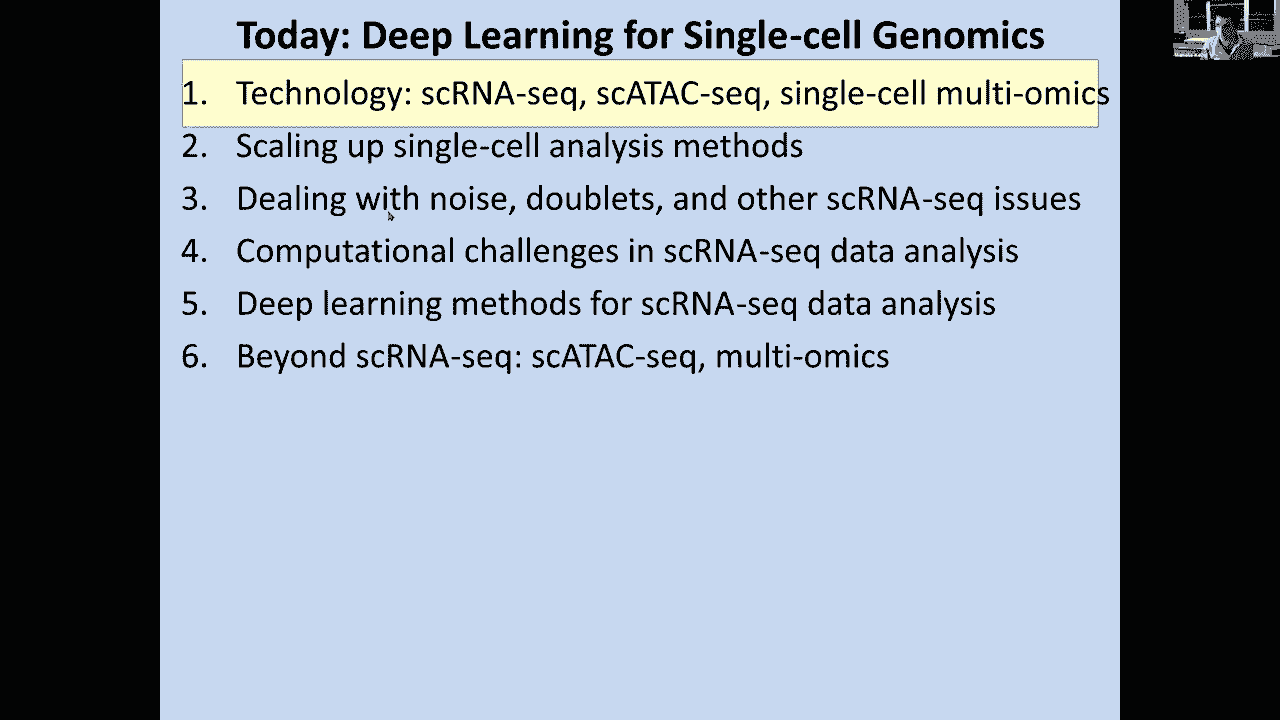 Today: Deep Learning for Single-cell Genomics
1. Technology: scRNA-seq, scATAC-seq, single-cell multi-omics
2. Scaling up single-cell analysis methods
3. Dealing with noise, doublets, and other scRNA-seq issues
4. Computational challenges in scRNA-seq data analysis
5. Deep learning methods for scRNA-seq data analysis
6. Beyond scRNA-seq: scATAC-seq, multi-omics